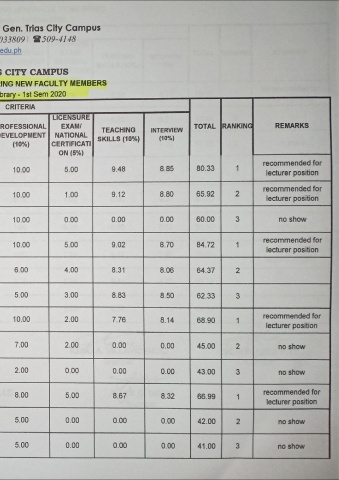 Gen. Trias City Campus
033809 ☎509-4148
edu.ph
S CITY CAMPUS
ING NEW FACULTY MEMBERS
brary - 1st Sem 2020
CRITERIA
ROFESSIONAL EVELOPMENT (10%) LICENSURE EXAM/ NATIONAL CERTIFICATI ON (5%) TEACHING SKILLS (10%) INTERVIEW (10%) TOTAL RANKING REMARKS
10.00 5.00 9.48 8.85 80.33 1 recommended for lecturer position
10.00 1.00 9.12 8.80 65.92 2 recommended for lecturer position
10.00 0.00 0.00 0.00 60.00 3 no show
10.00 5.00 9.02 8.70 84.72 1 recommended for lecturer position
6.00 4.00 8.31 8.06 64.37 2
5.00 3.00 8.83 8.50 62.33 3
10.00 2.00 7.76 8.14 68.90 1 recommended for lecturer position
7.00 2.00 0.00 0.00 45.00 2 no show
2.00 0.00 0.00 0.00 43.00 3 no show
8.00 5.00 8.67 8.32 66.99 1 recommended for lecturer position
5.00 0.00 0.00 0.00 42.00 2 no show
5.00 0.00 0.00 0.00 41.00 3 no show